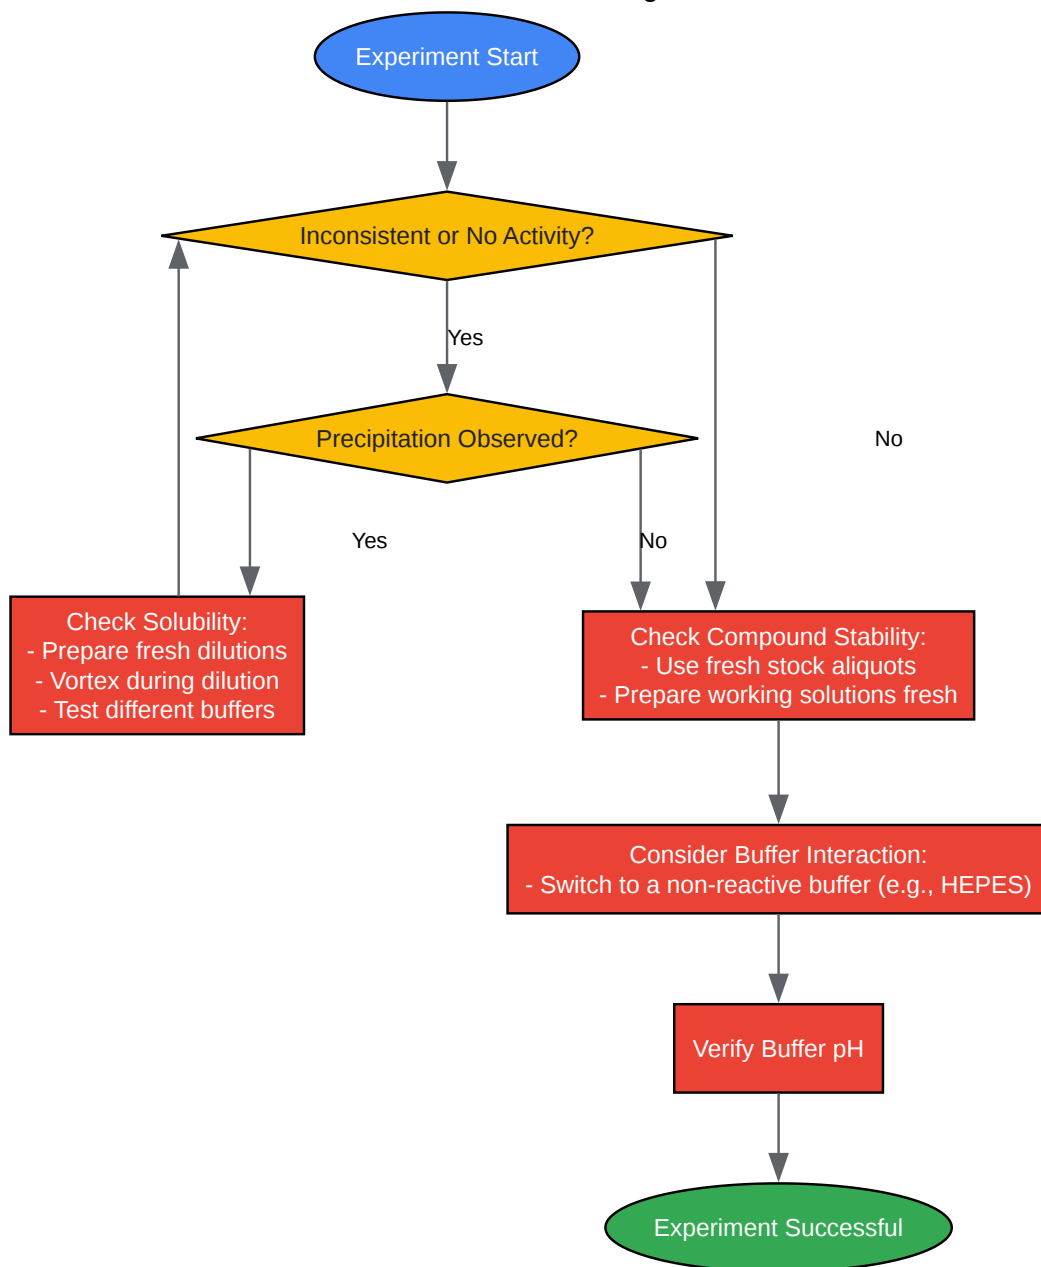 Experiment Start
Inconsistent or No Activity?
Yes
Precipitation Observed?
No
Yes
No
Check Solubility:
- Prepare fresh dilutions
- Vortex during dilution
- Test different buffers
Check Compound Stability:
- Use fresh stock aliquots
- Prepare working solutions fresh
Consider Buffer Interaction:
- Switch to a non-reactive buffer (e.g., HEPES)
Verify Buffer pH
Experiment Successful